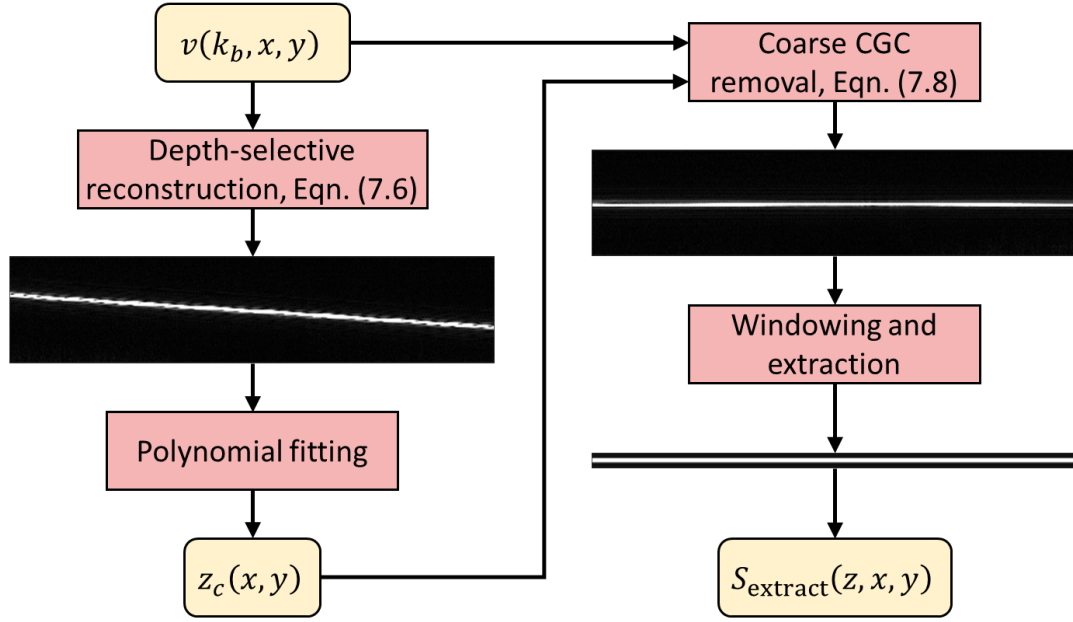 v(k_b, x, y)
Depth-selective
reconstruction, Eqn. (7.6)
Polynomial fitting
z_c(x, y)
Coarse CGC
removal, Eqn. (7.8)
Windowing and
extraction
S_extract(z, x, y)